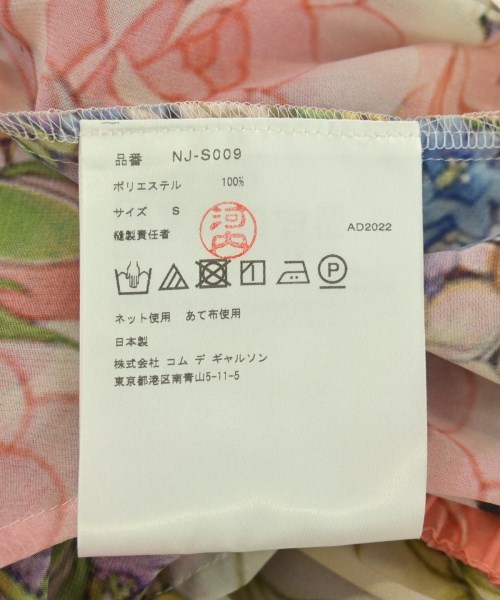 品番 NJ-S009
ポリエステル 100%
サイズ S
縫製責任者 河内 AD2022
P
ネット使用 あて布使用
日本製
株式会社 コム デ ギャルソン
東京都港区南青山5-11-5